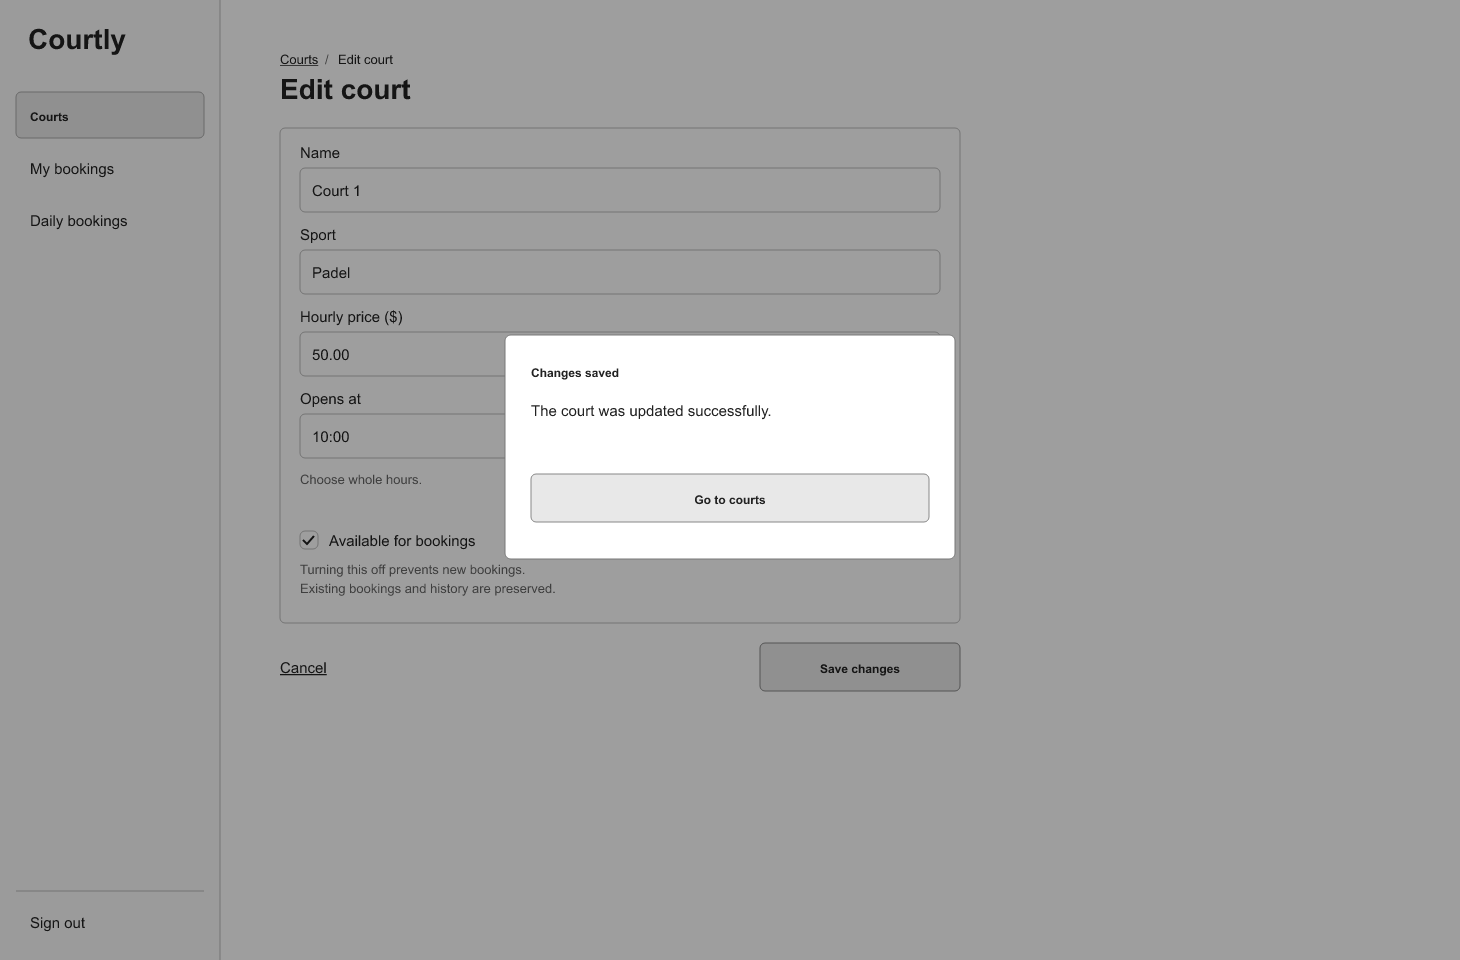 Courtly
Courts
My bookings
Daily bookings
Sign out
Courts / Edit court
Edit court
Name
Court 1
Sport
Padel
Hourly price ($)
50.00
Opens at
10:00
Choose whole hours.
Available for bookings
Turning this off prevents new bookings.
Existing bookings and history are preserved.
Cancel
Save changes
Changes saved
The court was updated successfully.
Go to courts